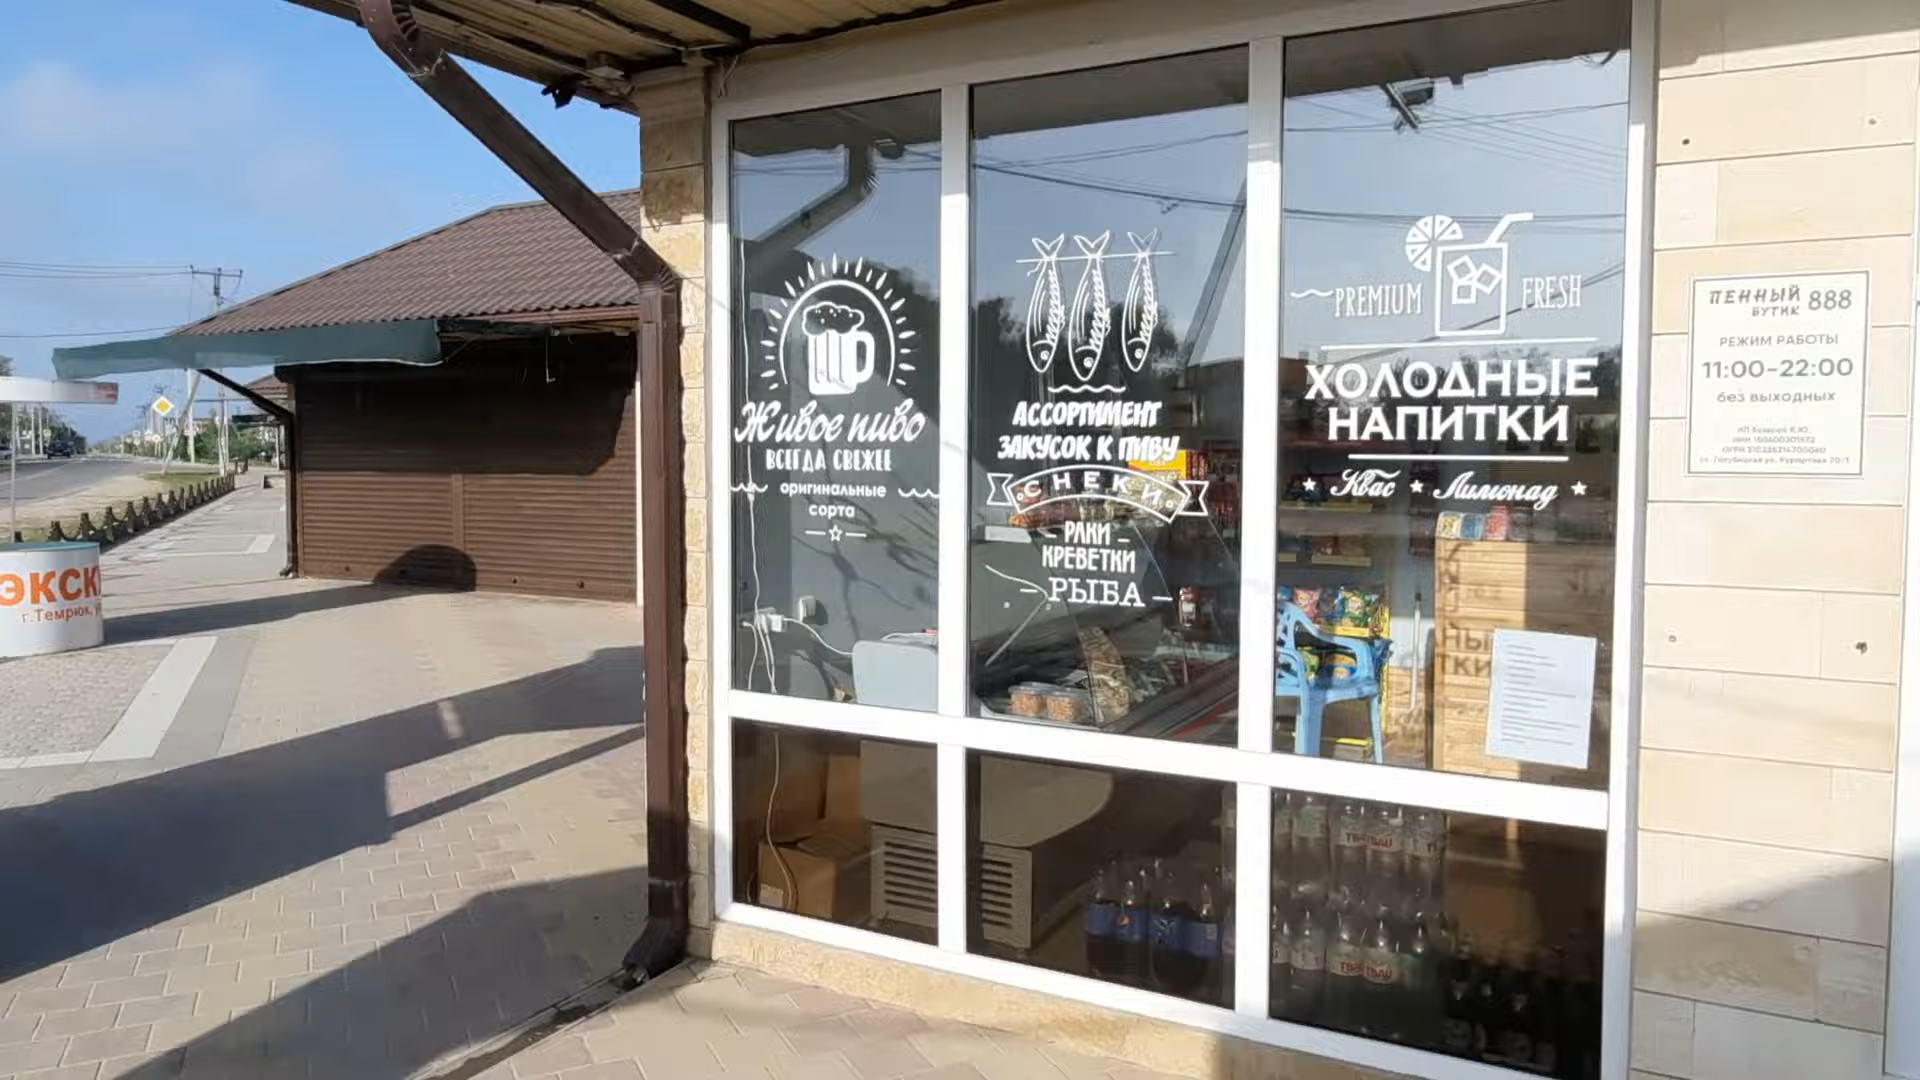 ЭКСК
г.Темрюк, у
Живое пиво
ВСЕГДА СВЕЖЕЕ
оригинальные
сорта
АССОРТИМЕНТ
ЗАКУСОК К ПИВУ
СНЕКИ
РАКИ
КРЕВЕТКИ
РЫБА
PREMIUM FRESH
ХОЛОДНЫЕ
НАПИТКИ
Квас Лимонад
ПЕННЫЙ
БУТИК
888
РЕЖИМ РАБОТЫ
11:00-22:00
без выходных